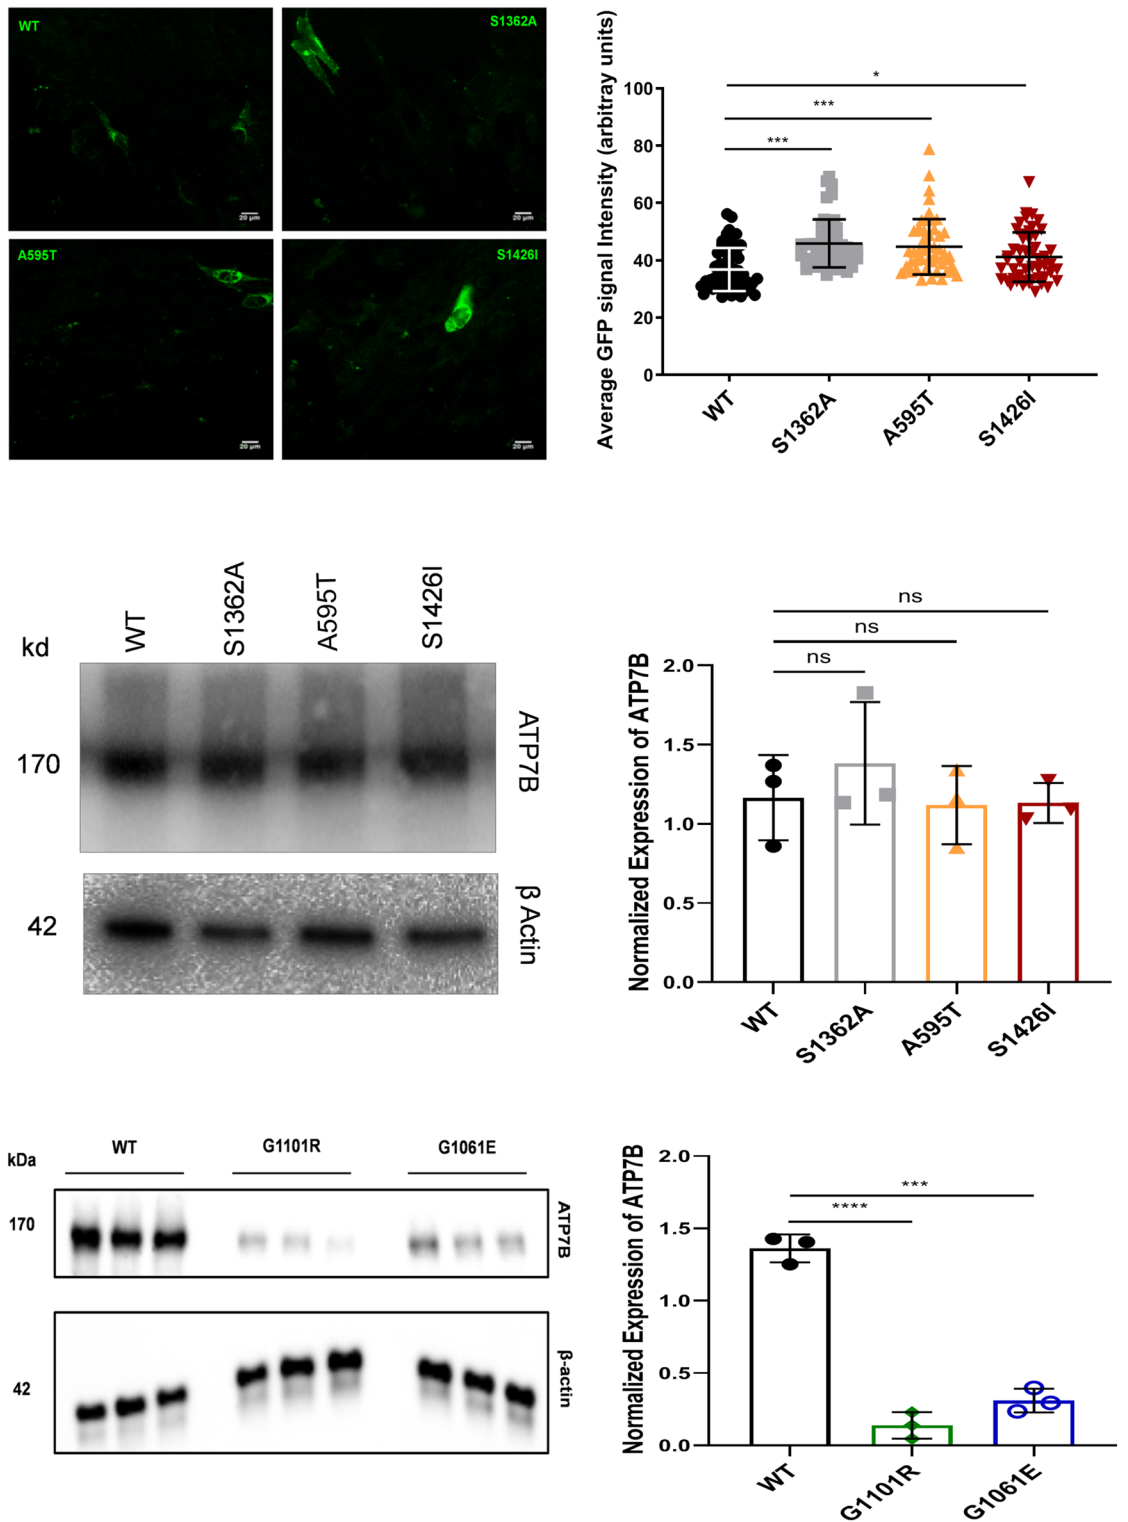 WT
S1362A
20 µm
20 µm
A595T
S1426I
20 µm
20 µm
Average GFP signal Intensity (arbitray units)
*
***
***
100
80
60
40
20
0
WT
S1362A
A595T
S1426I
kd
WT
S1362A
A595T
S1426I
170
ATP7B
42
β Actin
Normalized Expression of ATP7B
ns
ns
ns
2.0
1.5
1.0
0.5
0.0
WT
S1362A
A595T
S1426I
kDa
WT
G1101R
G1061E
170
ATP7B
42
β-actin
Normalized Expression of ATP7B
***
****
2.0
1.5
1.0
0.5
0.0
WT
G1101R
G1061E